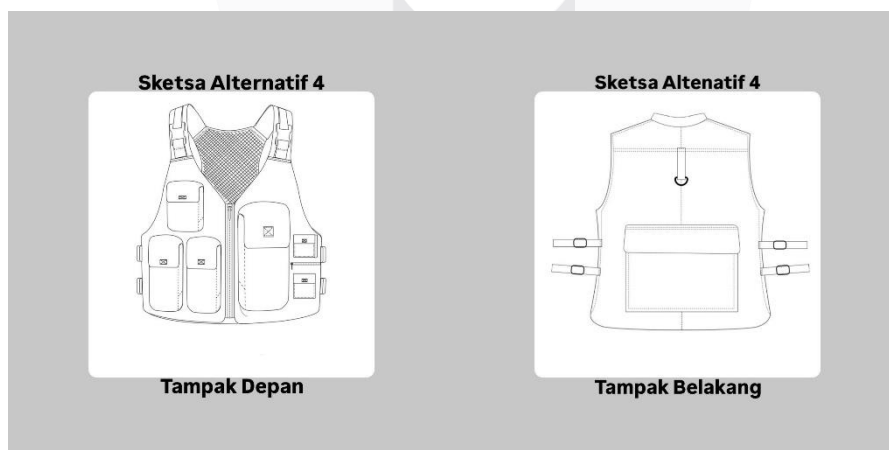 Sketsa Alternatif 4
Tampak Depan
Sketsa Altenatif 4
Tampak Belakang